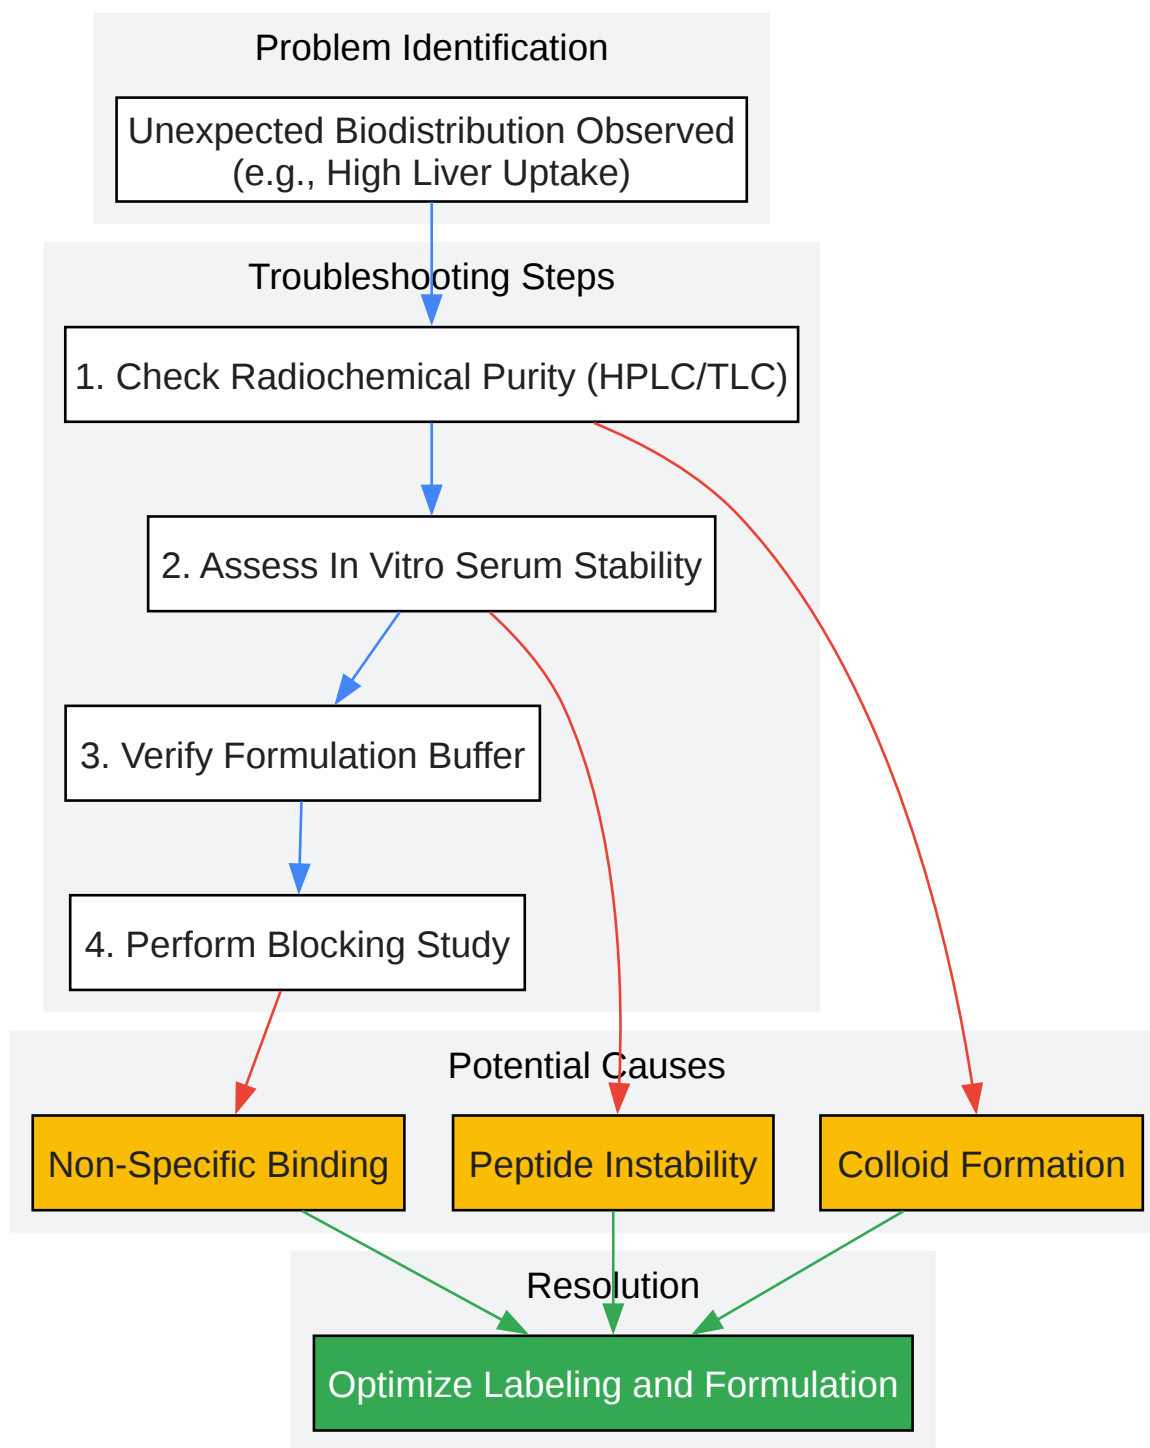 Problem Identification
Unexpected Biodistribution Observed
(e.g., High Liver Uptake)
Troubleshooting Steps
1. Check Radiochemical Purity (HPLC/TLC)
2. Assess In Vitro Serum Stability
3. Verify Formulation Buffer
4. Perform Blocking Study
Potential Causes
Non-Specific Binding
Peptide Instability
Colloid Formation
Resolution
Optimize Labeling and Formulation